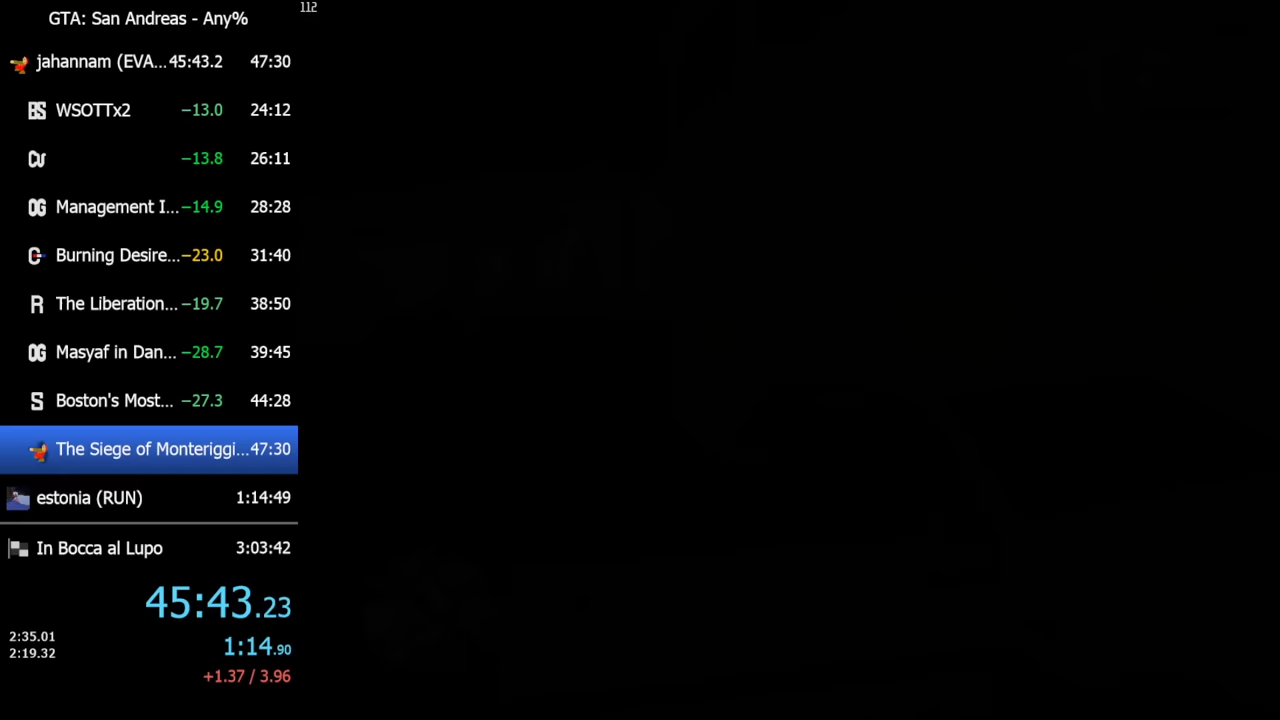 GTA: San Andreas - Any%
112
jahannam (EVA... 45:43.2 47:30
BS WSOTTx2 −13.0 24:12
Cr −13.8 26:11
OG Management I... −14.9 28:28
C Burning Desire... −23.0 31:40
R The Liberation... −19.7 38:50
OG Masyaf in Dan... −28.7 39:45
S Boston's Most... −27.3 44:28
The Siege of Monteriggi... 47:30
estonia (RUN) 1:14:49
In Bocca al Lupo 3:03:42
45:43.23
2:35.01
2:19.32
1:14.90
+1.37 / 3.96